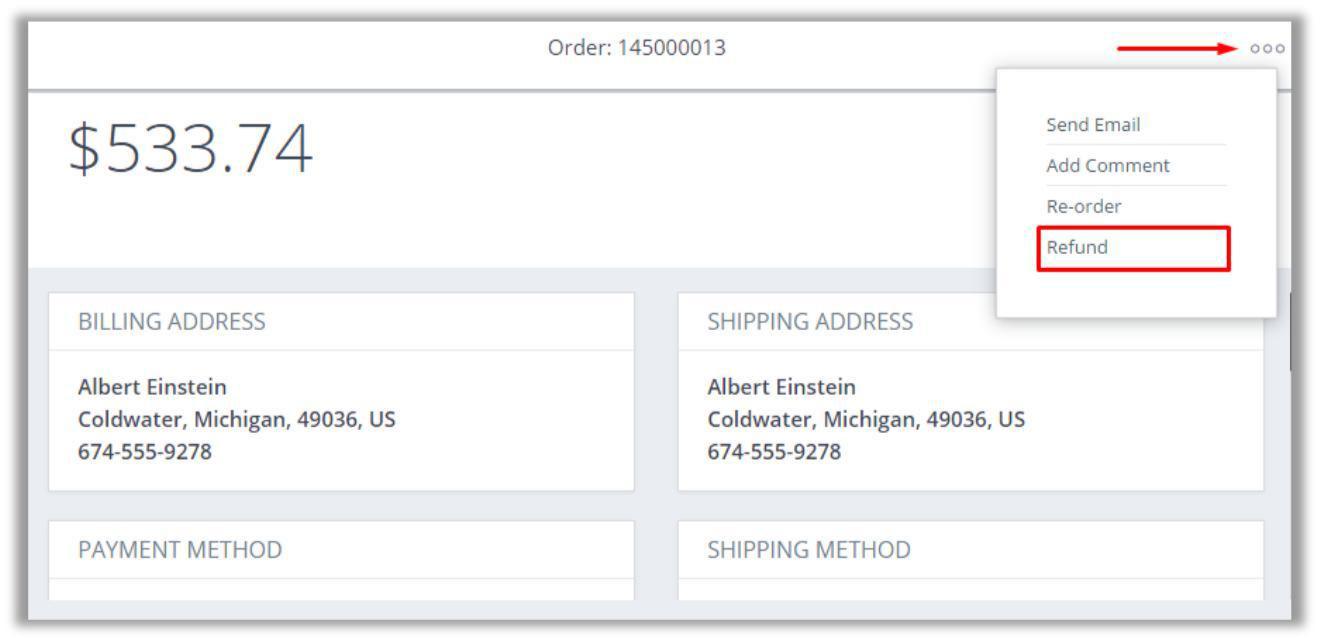 Order: 145000013
$533.74
Send Email
Add Comment
Re-order
Refund
BILLING ADDRESS
Albert Einstein
Coldwater, Michigan, 49036, US
674-555-9278
SHIPPING ADDRESS
Albert Einstein
Coldwater, Michigan, 49036, US
674-555-9278
PAYMENT METHOD
SHIPPING METHOD